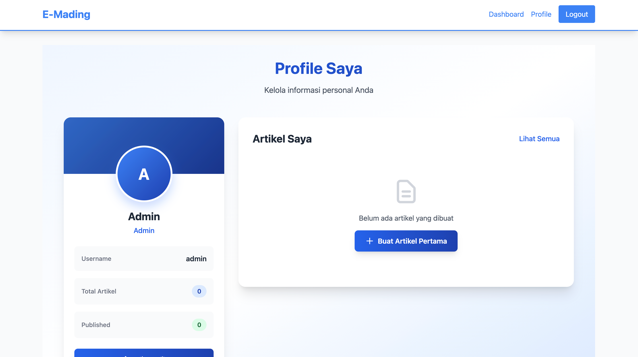 E-Mading
Dashboard
Profile
Logout
Profile Saya
Kelola informasi personal Anda
A
Admin
Admin
Username
admin
Total Artikel
0
Published
0
Artikel Saya
Lihat Semua
Belum ada artikel yang dibuat
Buat Artikel Pertama